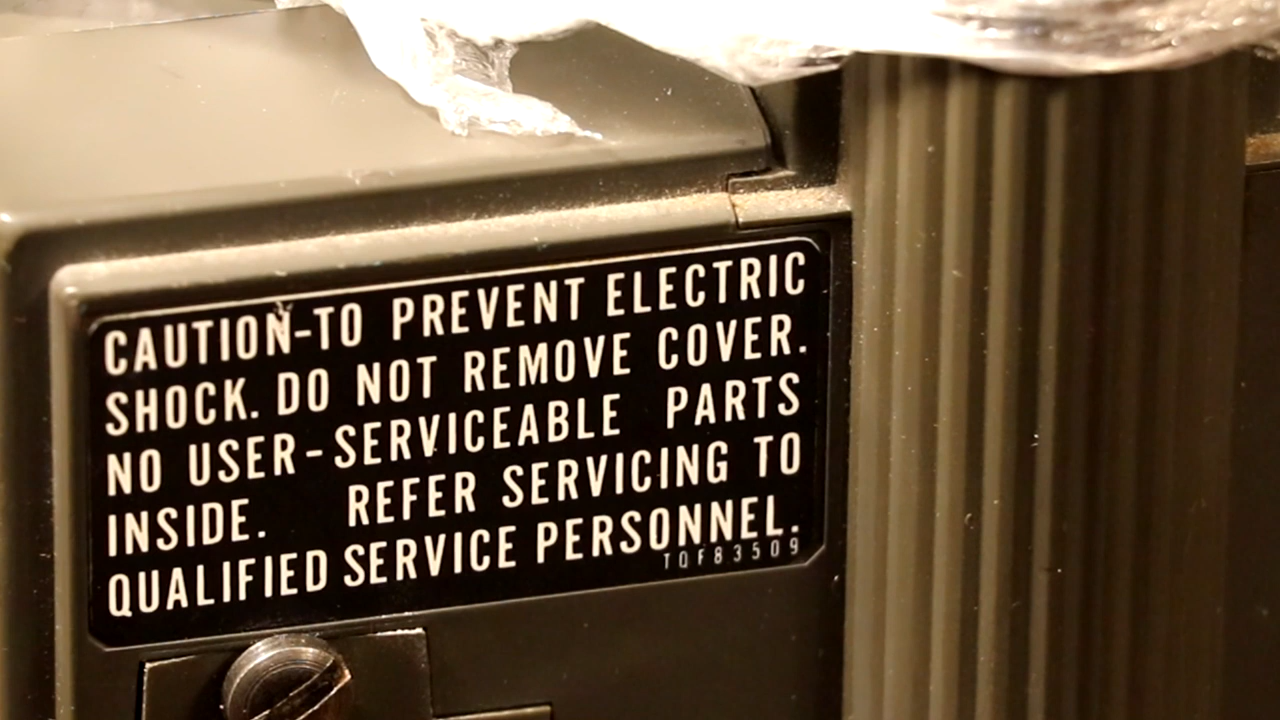 CAUTION-TO PREVENT ELECTRIC
SHOCK. DO NOT REMOVE COVER.
NO USER-SERVICEABLE PARTS
INSIDE. REFER SERVICING TO
QUALIFIED SERVICE PERSONNEL.
TQF83509